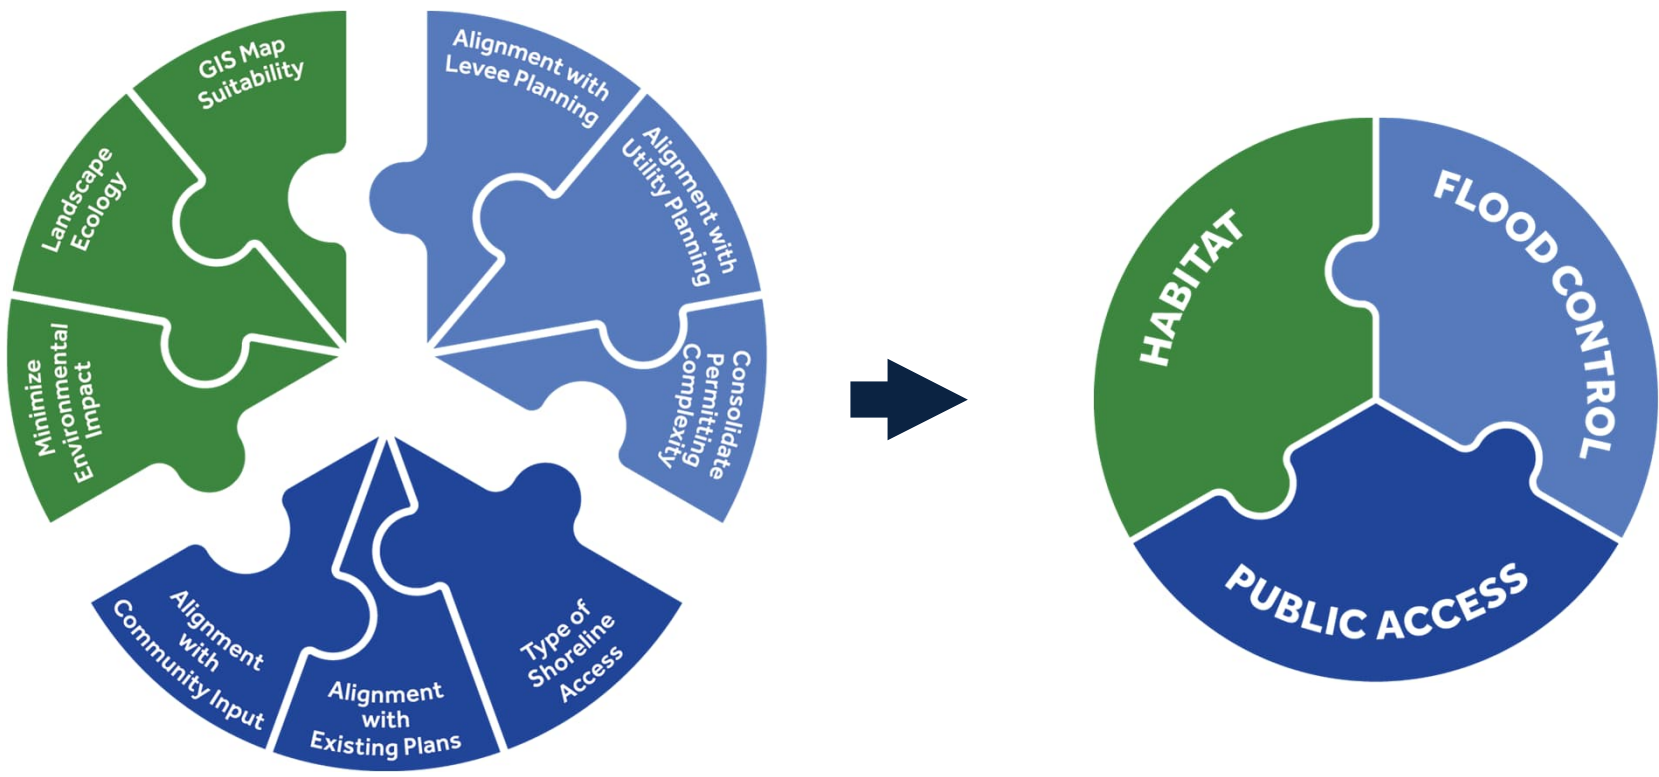 GIS Map
Suitability
Landscape
Ecology
Minimize
Environmental
Impact
Alignment with
Levee Planning
Alignment with
Utility Planning
Consolidate
Permitting
Complexity
Alignment
with
Community Input
Alignment
with
Existing Plans
Type of
Shoreline
Access
HABITAT
FLOOD CONTROL
PUBLIC ACCESS